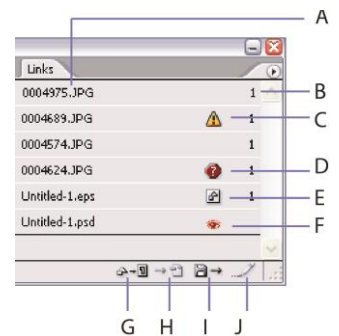 A
Links
0004975.JPG 1 B
0004689.JPG 1 C
0004574.JPG 1
0004624.JPG 1 D
Untitled-1.eps 1 E
Untitled-1.psd F
G H I J